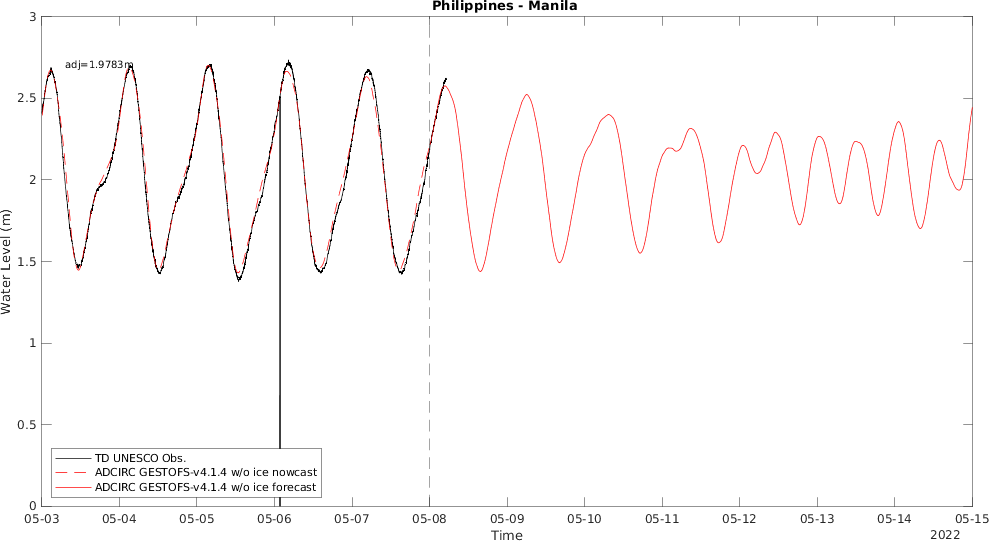 Philippines - Manila
adj=1.9783m
Water Level (m)
3
2.5
2
1.5
1
0.5
0
TD UNESCO Obs.
ADCIRC GESTOFS-v4.1.4 w/o ice nowcast
ADCIRC GESTOFS-v4.1.4 w/o ice forecast
05-03 05-04 05-05 05-06 05-07 05-08 05-09 05-10 05-11 05-12 05-13 05-14 05-15
Time
2022